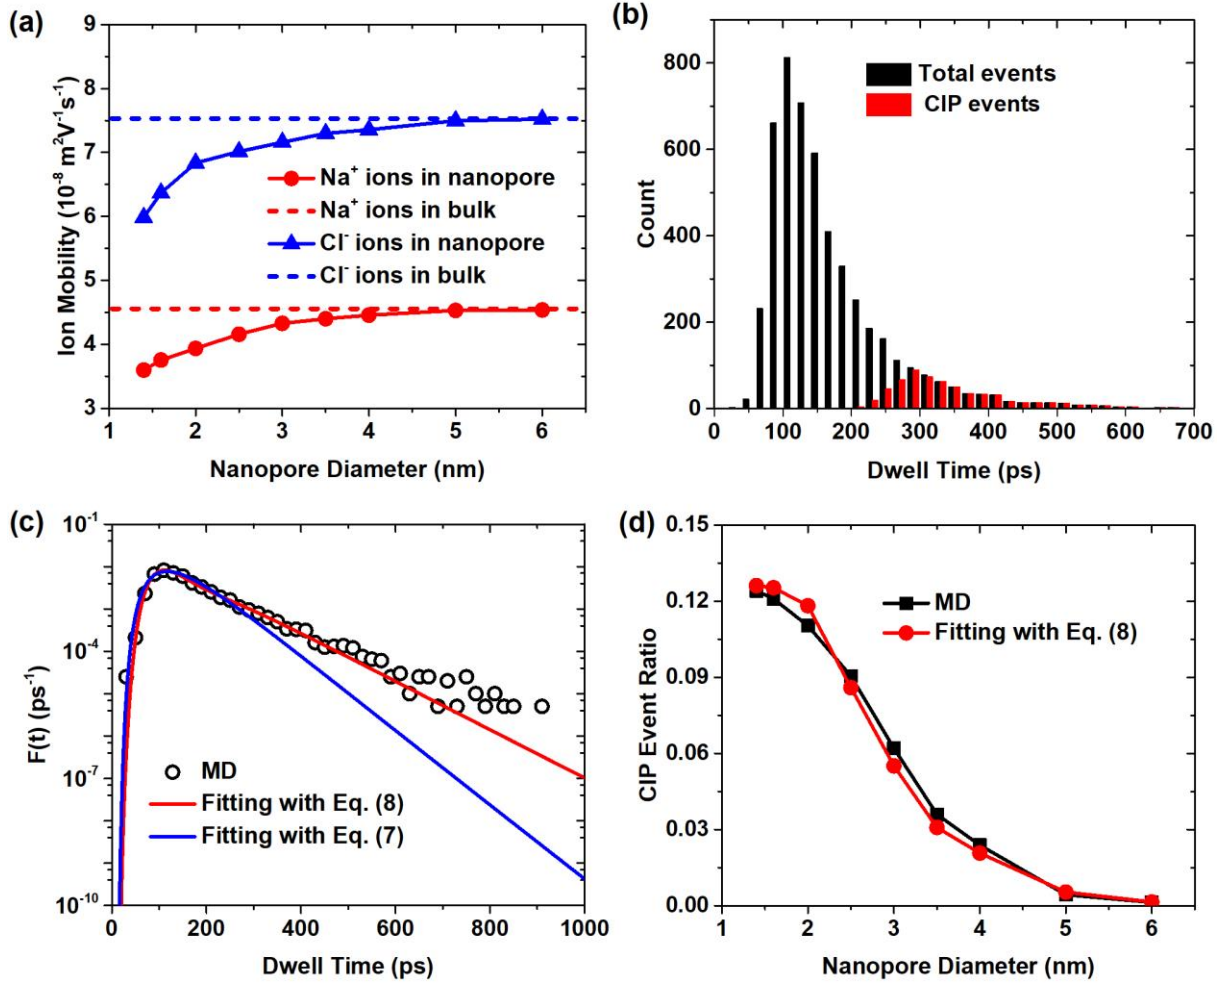 (a)
9
8
7
6
5
4
3
Ion Mobility (10⁻⁸ m²V⁻¹s⁻¹)
Na⁺ ions in nanopore
Na⁺ ions in bulk
Cl⁻ ions in nanopore
Cl⁻ ions in bulk
1 2 3 4 5 6
Nanopore Diameter (nm)
(b)
800
600
400
200
0
Count
Total events
CIP events
0 100 200 300 400 500 600 700
Dwell Time (ps)
(c)
10⁻¹
10⁻⁴
10⁻⁷
10⁻¹⁰
F(t) (ps⁻¹)
MD
Fitting with Eq. (8)
Fitting with Eq. (7)
0 200 400 600 800 1000
Dwell Time (ps)
(d)
0.15
0.12
0.09
0.06
0.03
0.00
CIP Event Ratio
MD
Fitting with Eq. (8)
1 2 3 4 5 6
Nanopore Diameter (nm)